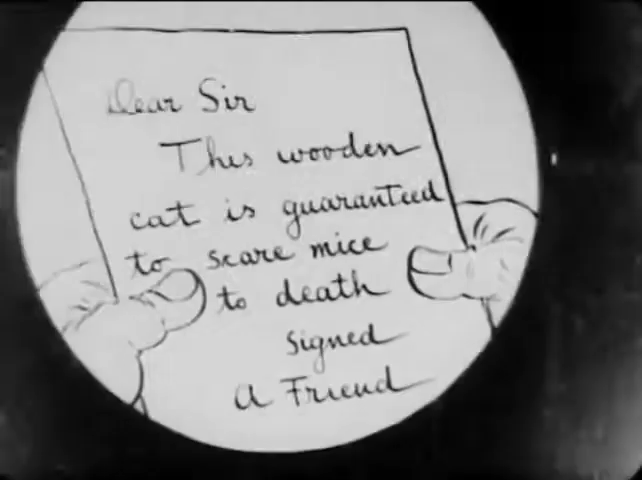 Dear Sir
This wooden
cat is guaranteed
to scare mice
to death
signed
A Friend